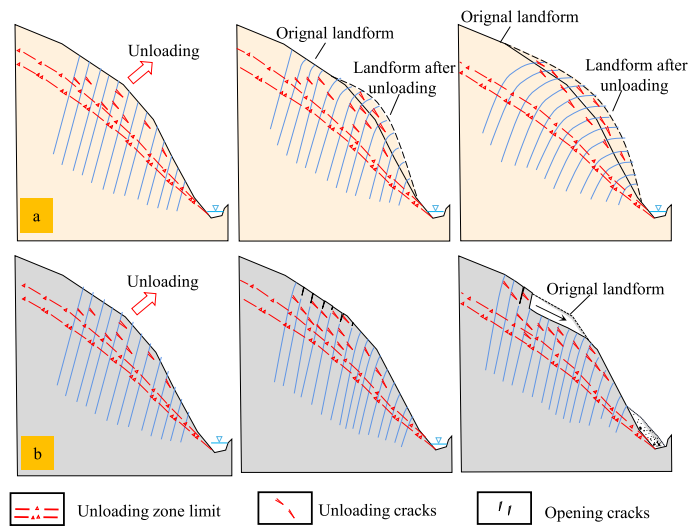 Unloading
Orignal landform
Landform after
unloading
Orignal landform
Landform after
unloading
a
Unloading
Orignal landform
b
Unloading zone limit
Unloading cracks
Opening cracks